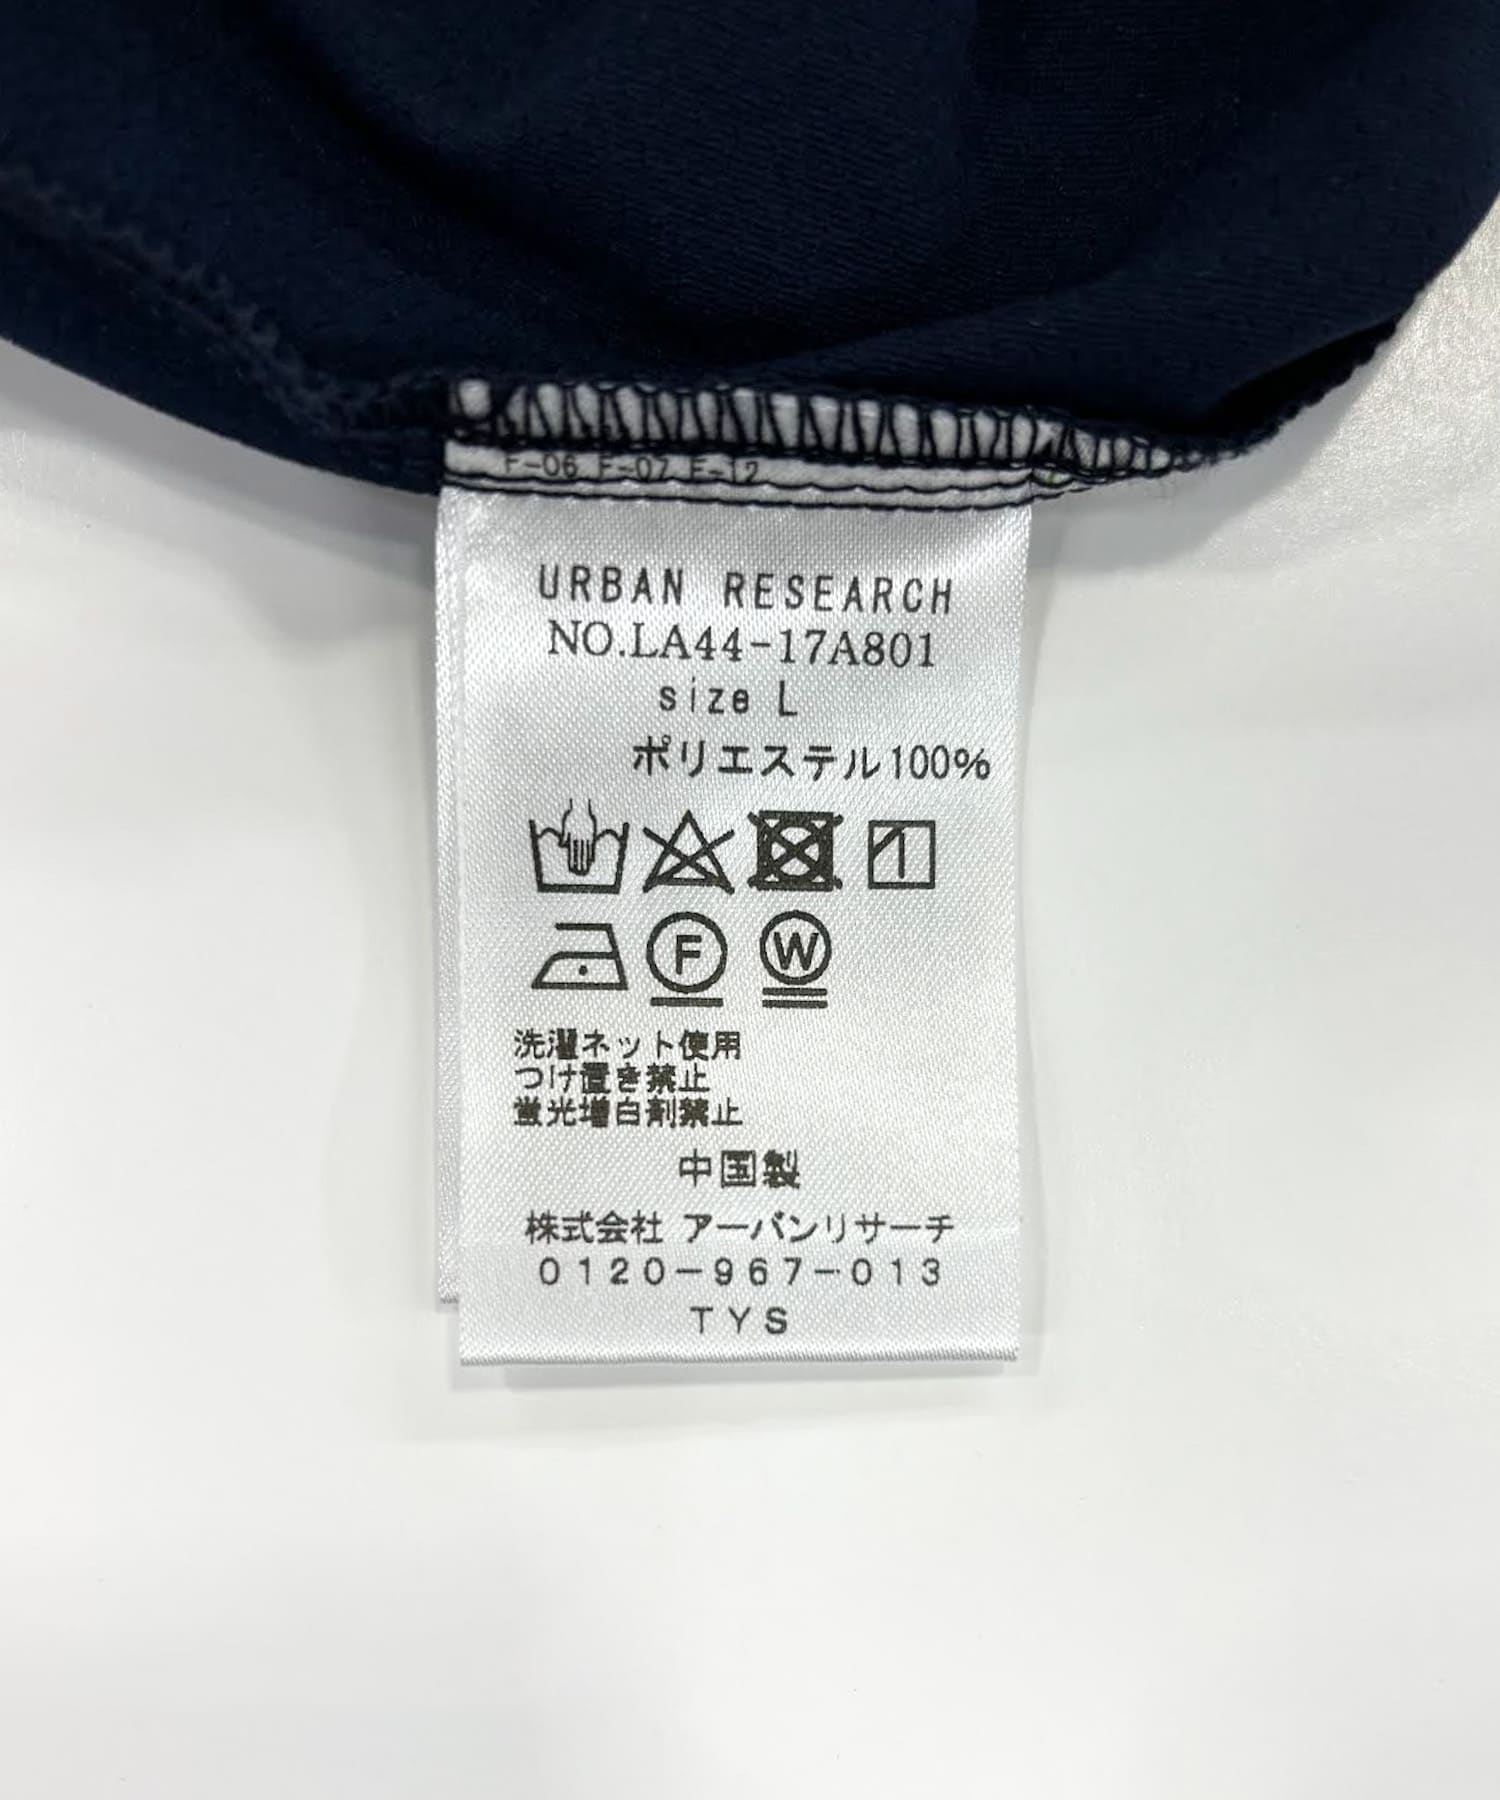 F-06 F-07 F-12
URBAN RESEARCH
NO.LA44-17A801
size L
ポリエステル100%
F W
洗濯ネット使用
つけ置き禁止
蛍光増白剤禁止
中国製
株式会社 アーバンリサーチ
0120-967-013
TYS